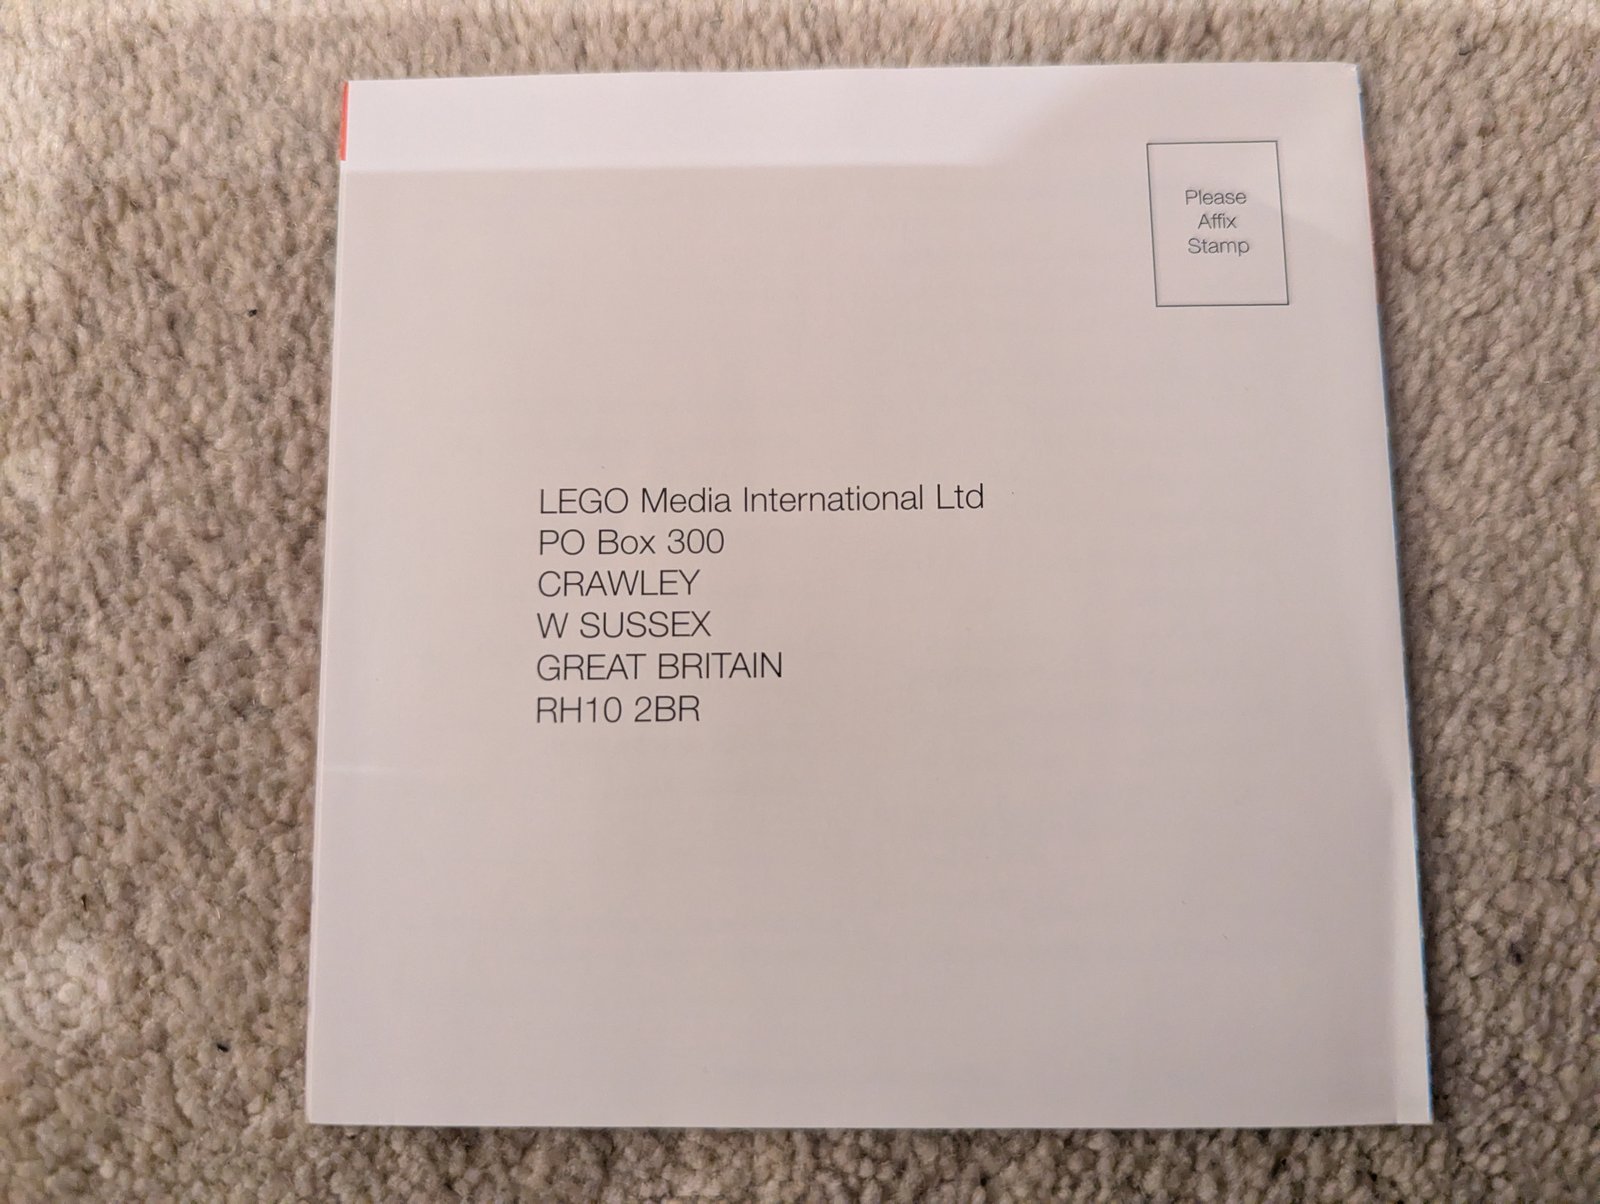 Please
Affix
Stamp
LEGO Media International Ltd
PO Box 300
CRAWLEY
W SUSSEX
GREAT BRITAIN
RH10 2BR